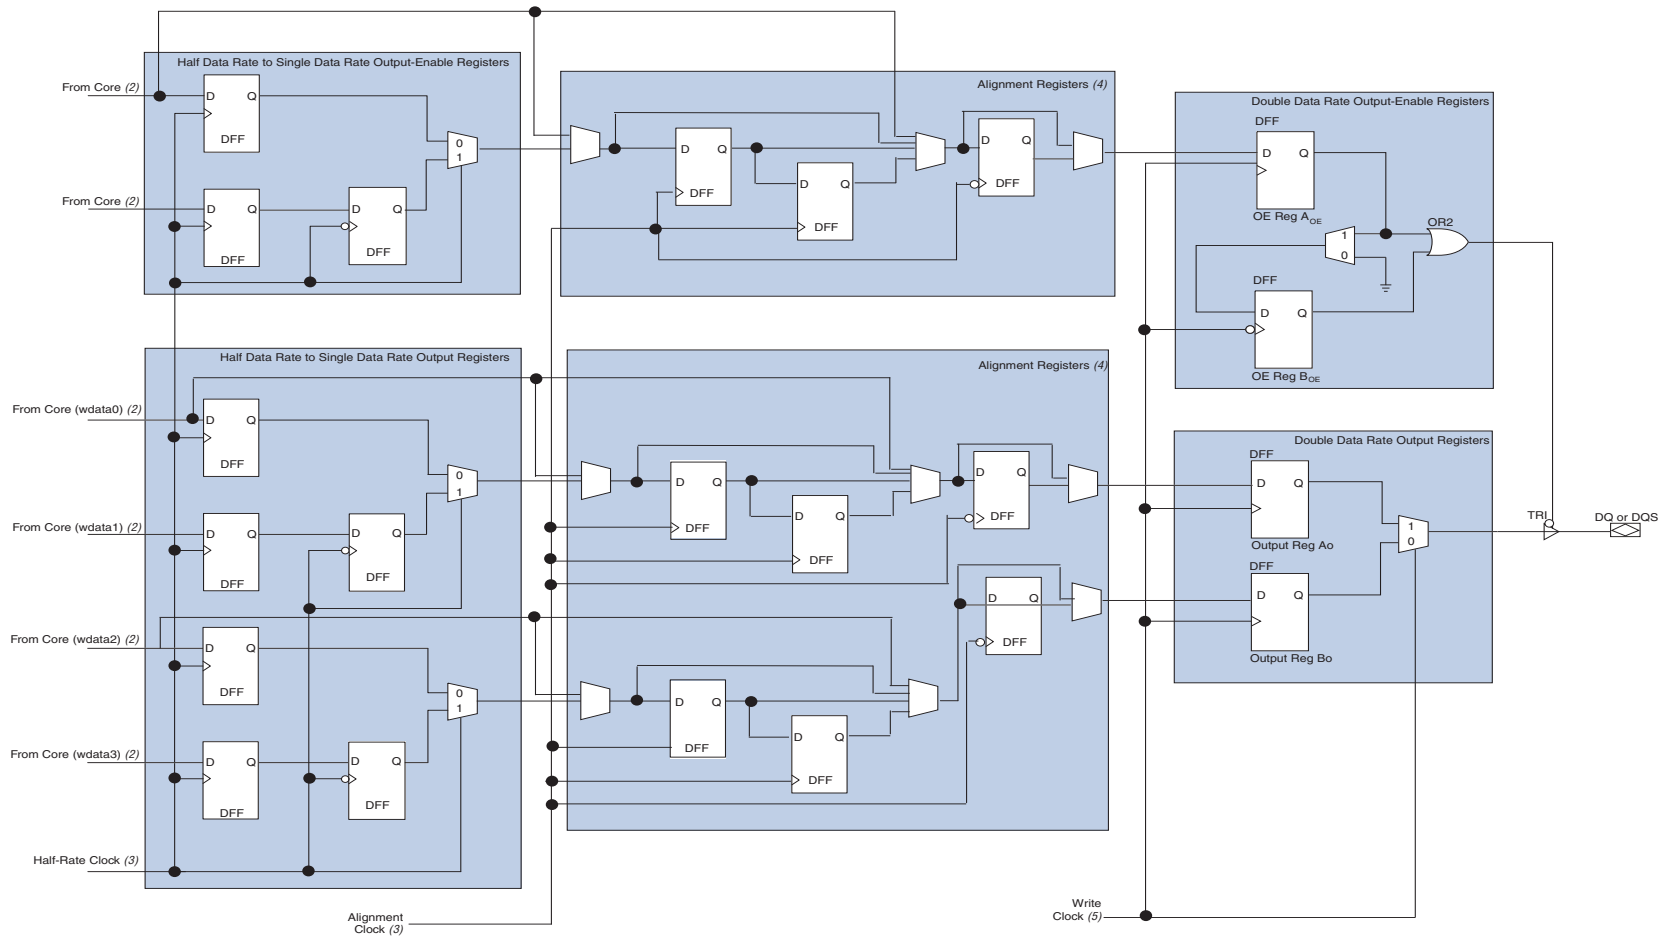 Half Data Rate to Single Data Rate Output-Enable Registers
From Core (2)
D Q
DFF
0
1
From Core (2)
D Q
DFF
D Q
DFF
Alignment Registers (4)
D Q
DFF
D Q
DFF
D Q
DFF
Double Data Rate Output-Enable Registers
DFF
D Q
OE Reg AOE
1
0
OR2
DFF
D Q
OE Reg BOE
Half Data Rate to Single Data Rate Output Registers
From Core (wdata0) (2)
D Q
DFF
0
1
From Core (wdata1) (2)
D Q
DFF
D Q
DFF
From Core (wdata2) (2)
D Q
DFF
0
1
From Core (wdata3) (2)
D Q
DFF
D Q
DFF
Half-Rate Clock (3)
Alignment Registers (4)
D Q
DFF
D Q
DFF
D Q
DFF
D Q
DFF
D Q
DFF
D Q
DFF
Alignment
Clock (3)
Double Data Rate Output Registers
DFF
D Q
Output Reg Ao
1
0
DFF
D Q
Output Reg Bo
TRI
DQ or DQS
Write
Clock (5)